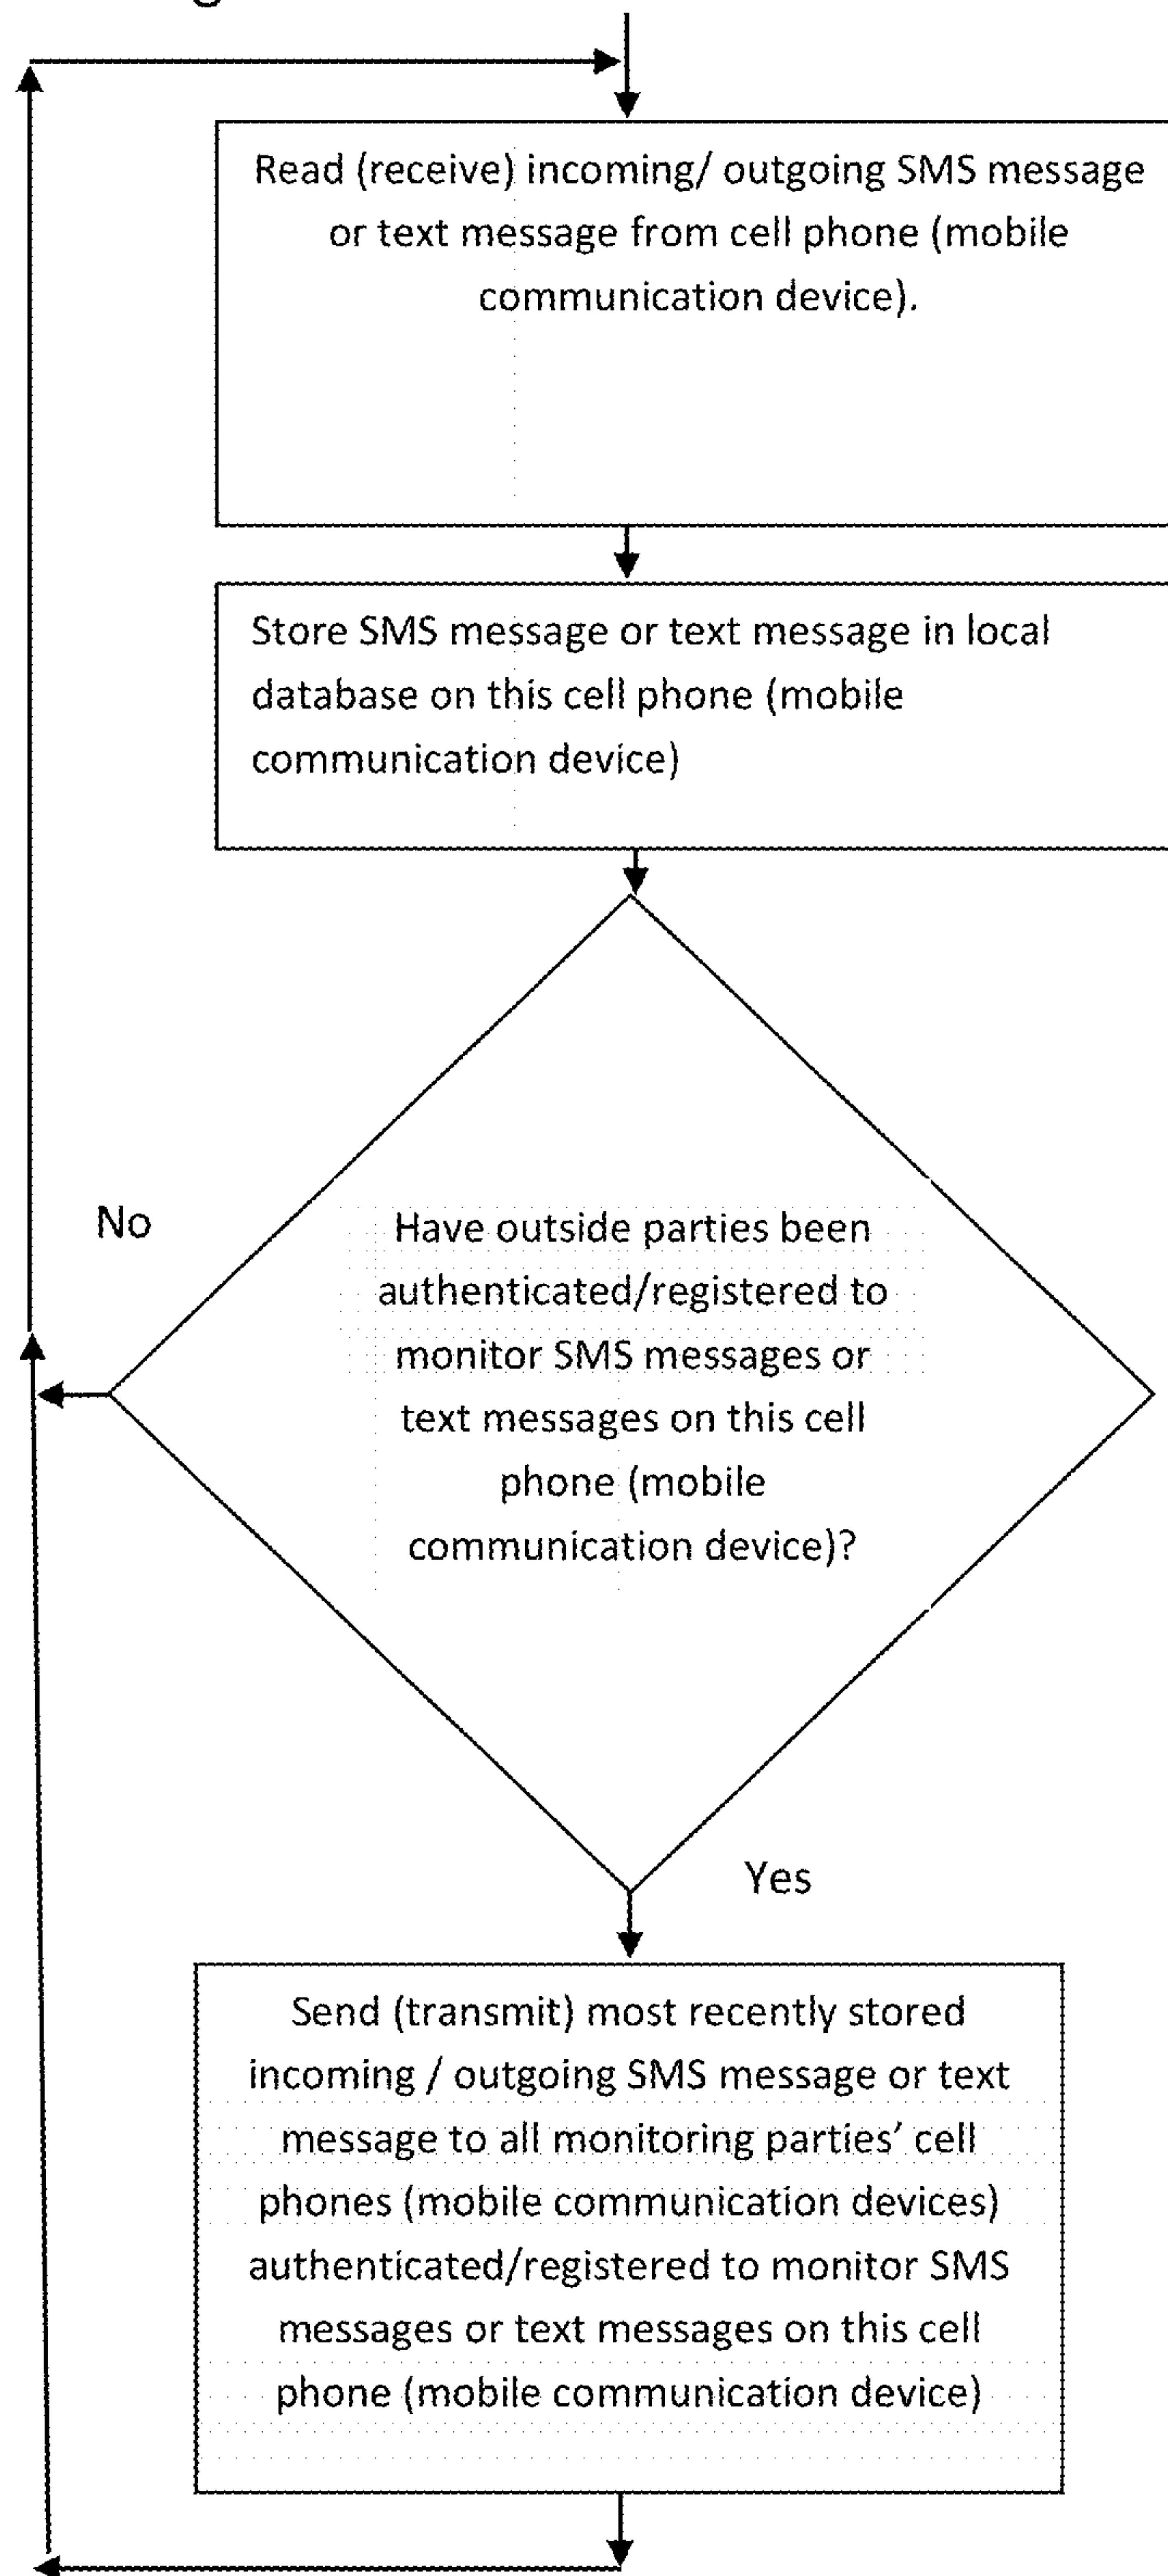 Read (receive) incoming/ outgoing SMS message
or text message from cell phone (mobile
communication device).
Store SMS message or text message in local
database on this cell phone (mobile
communication device)
No
Have outside parties been
authenticated/registered to
monitor SMS messages or
text messages on this cell
phone (mobile
communication device)?
Yes
Send (transmit) most recently stored
incoming / outgoing SMS message or text
message to all monitoring parties’ cell
phones (mobile communication devices)
authenticated/registered to monitor SMS
messages or text messages on this cell
phone (mobile communication device)